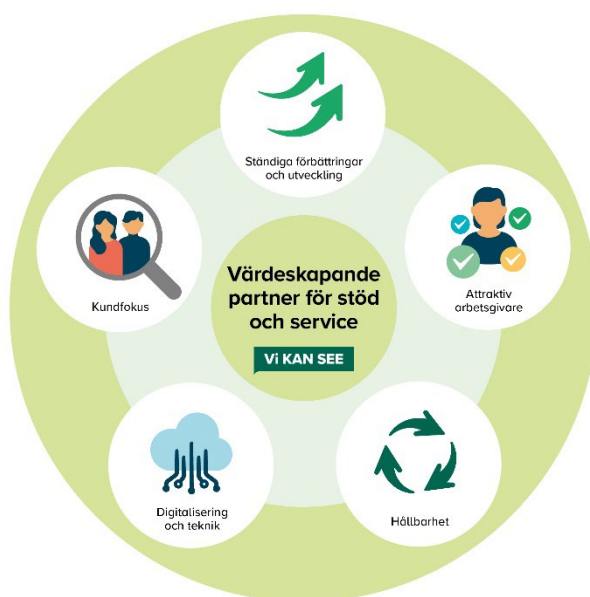 Ständiga förbättringar
och utveckling
Kundfokus
Attraktiv
arbetsgivare
Värdeskapande
partner för stöd
och service
Vi KAN SEE
Digitalisering
och teknik
Hållbarhet